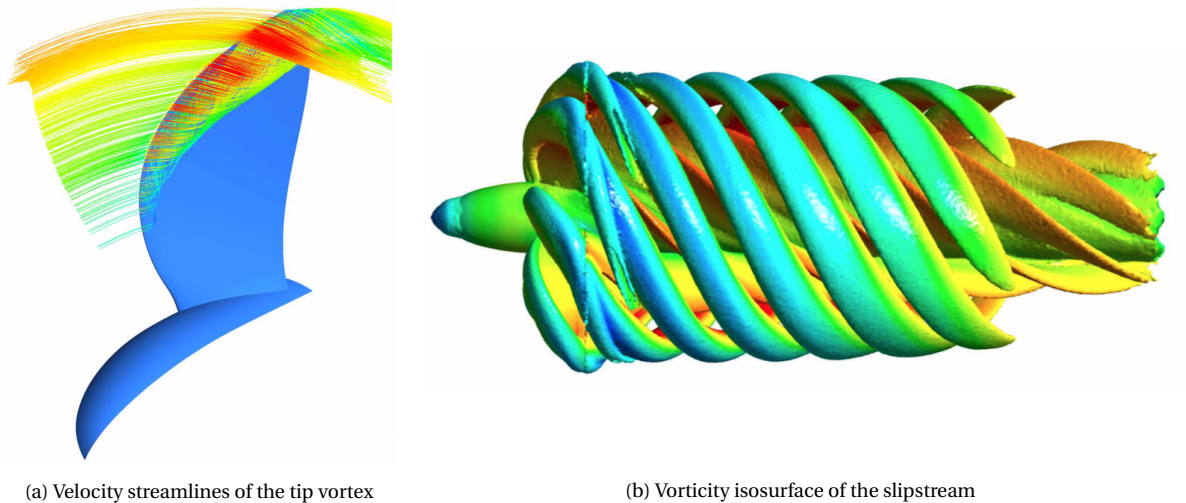 (a) Velocity streamlines of the tip vortex
(b) Vorticity isosurface of the slipstream